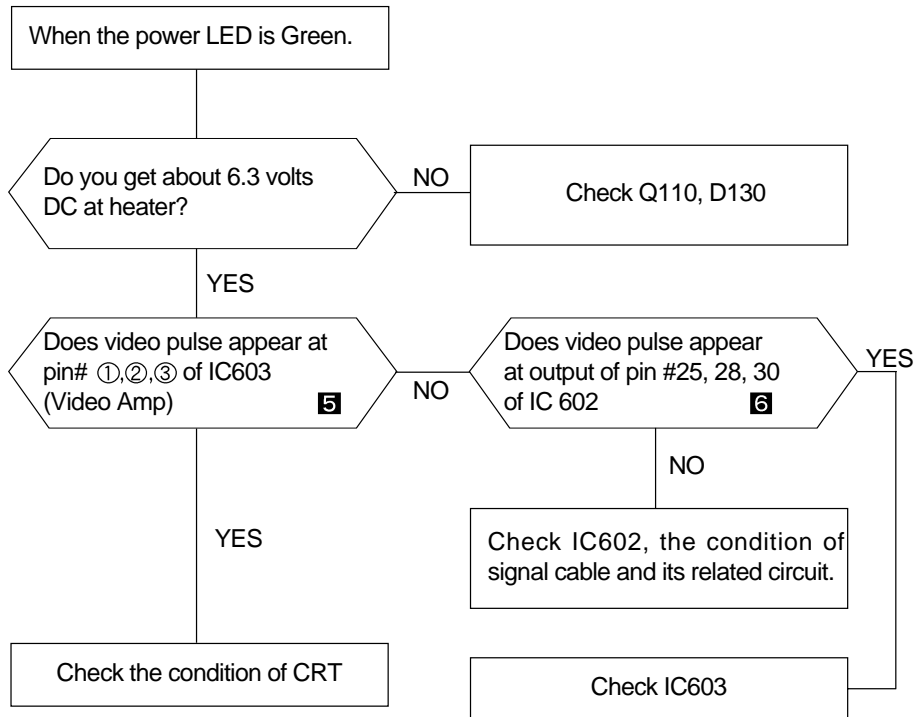 When the power LED is Green.
Do you get about 6.3 volts
DC at heater?
NO
Check Q110, D130
YES
Does video pulse appear at
pin# ①,②,③ of IC603
(Video Amp) 5
NO
Does video pulse appear
at output of pin #25, 28, 30
of IC 602 6
YES
NO
YES
Check IC602, the condition of
signal cable and its related circuit.
Check the condition of CRT
Check IC603